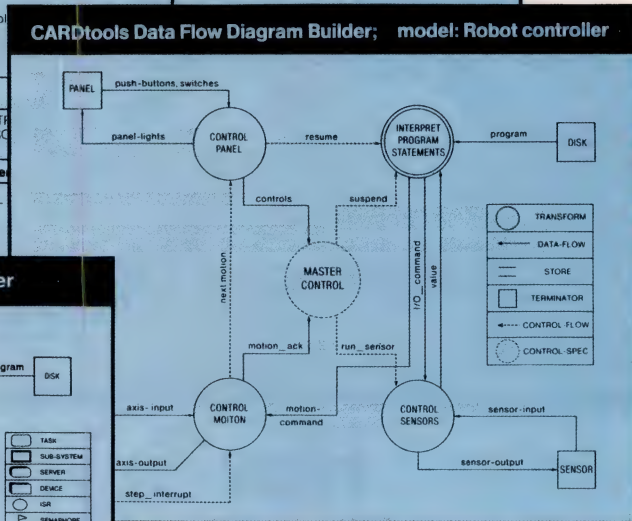 CARDtools Data Flow Diagram Builder; model: Robot controller
PANEL
push-buttons, switches
panel-lights
CONTROL
PANEL
resume
INTERPRET
PROGRAM
STATEMENTS
program
DISK
controls
suspend
next motion
MASTER
CONTROL
I/O_command
value
TRANSFORM
DATA-FLOW
STORE
TERMINATOR
CONTROL-FLOW
CONTROL-SPEC
motion_ack
run_sensor
axis-input
CONTROL
MOITON
motion-
command
CONTROL
SENSORS
sensor-input
axis-output
sensor-output
SENSOR
step_interrupt
er
gram
DISK
TASK
SUB-SYSTEM
SERVER
DEVICE
ISR
SEMAPHORE